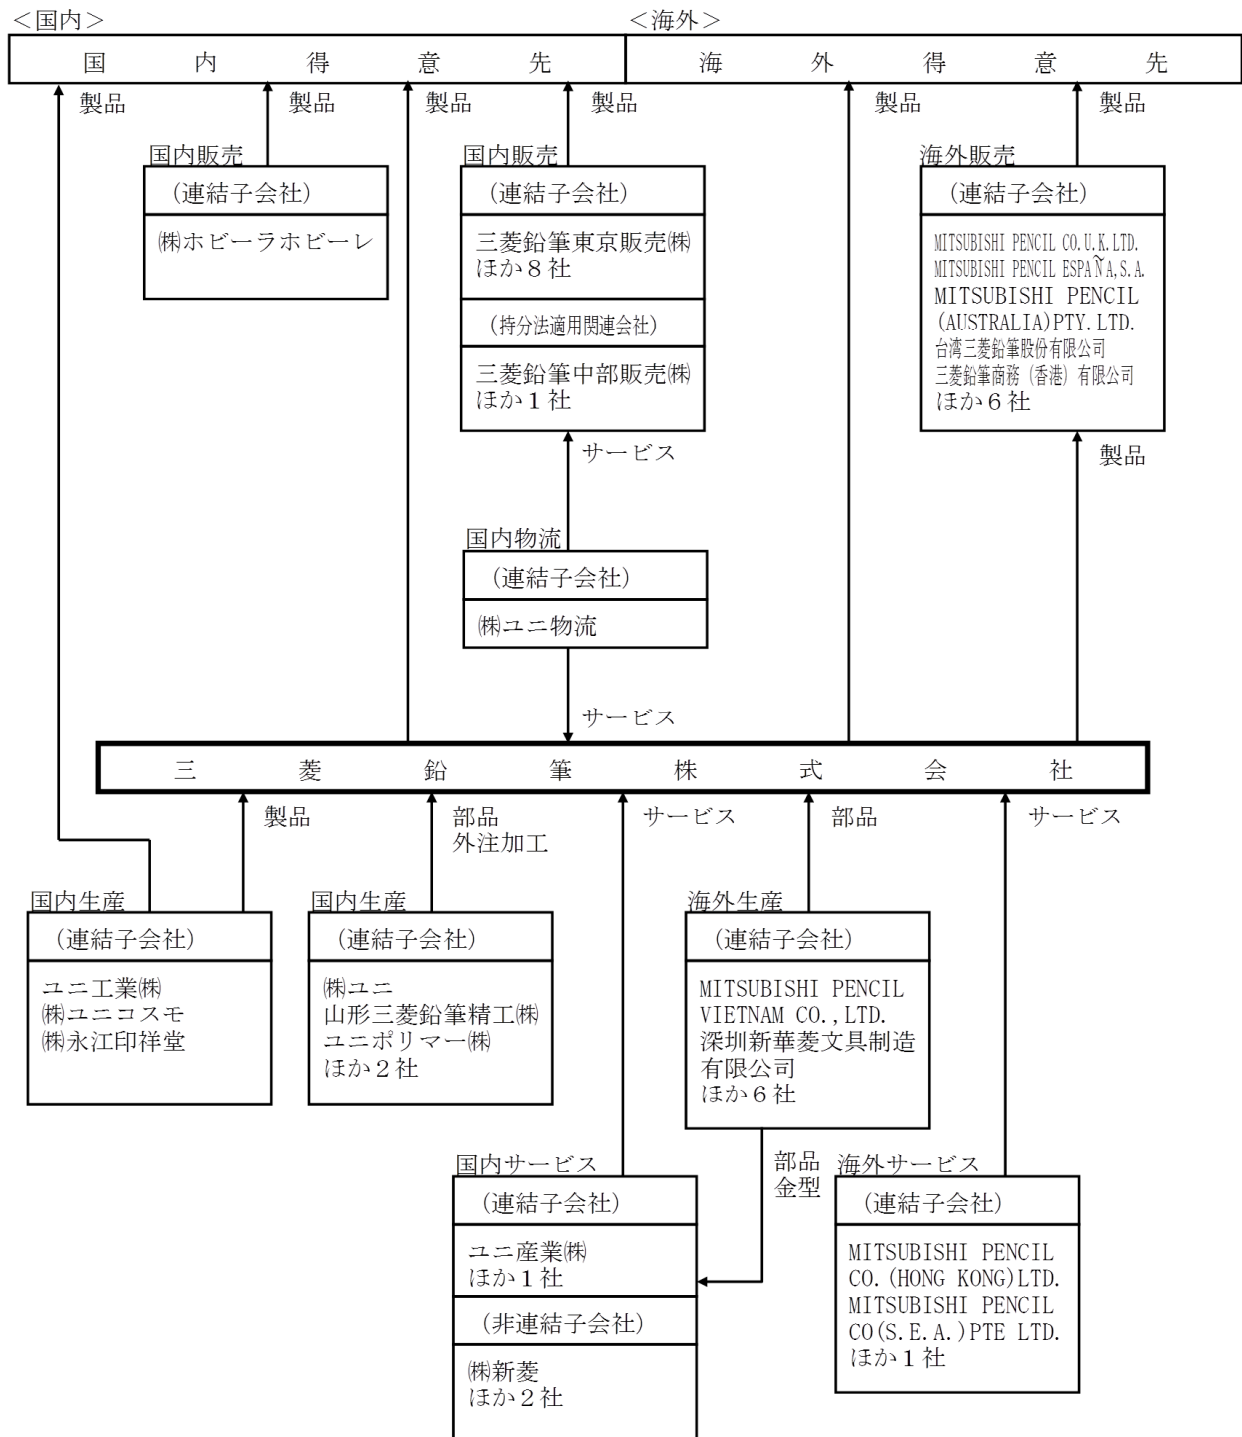 ＜国内＞
＜海外＞
国内得意先
海外得意先
製品
製品
製品
製品
製品
製品
国内販売
(連結子会社)
㈱ホビーラホビーレ
国内販売
(連結子会社)
三菱鉛筆東京販売㈱
ほか８社
(持分法適用関連会社)
三菱鉛筆中部販売㈱
ほか１社
海外販売
(連結子会社)
MITSUBISHI PENCIL CO.U.K.LTD.
MITSUBISHI PENCIL ESPAÑA,S.A.
MITSUBISHI PENCIL
(AUSTRALIA)PTY.LTD.
台湾三菱鉛筆股份有限公司
三菱鉛筆商務（香港）有限公司
ほか６社
サービス
製品
国内物流
(連結子会社)
㈱ユニ物流
サービス
三菱鉛筆株式会社
製品
部品
外注加工
サービス
部品
サービス
国内生産
(連結子会社)
ユニ工業㈱
㈱ユニコスモ
㈱永江印祥堂
国内生産
(連結子会社)
㈱ユニ
山形三菱鉛筆精工㈱
ユニポリマー㈱
ほか２社
海外生産
(連結子会社)
MITSUBISHI PENCIL
VIETNAM CO.,LTD.
深圳新華菱文具制造
有限公司
ほか６社
部品
金型
国内サービス
(連結子会社)
ユニ産業㈱
ほか１社
(非連結子会社)
㈱新菱
ほか２社
海外サービス
(連結子会社)
MITSUBISHI PENCIL
CO.(HONG KONG)LTD.
MITSUBISHI PENCIL
CO(S.E.A.)PTE LTD.
ほか１社